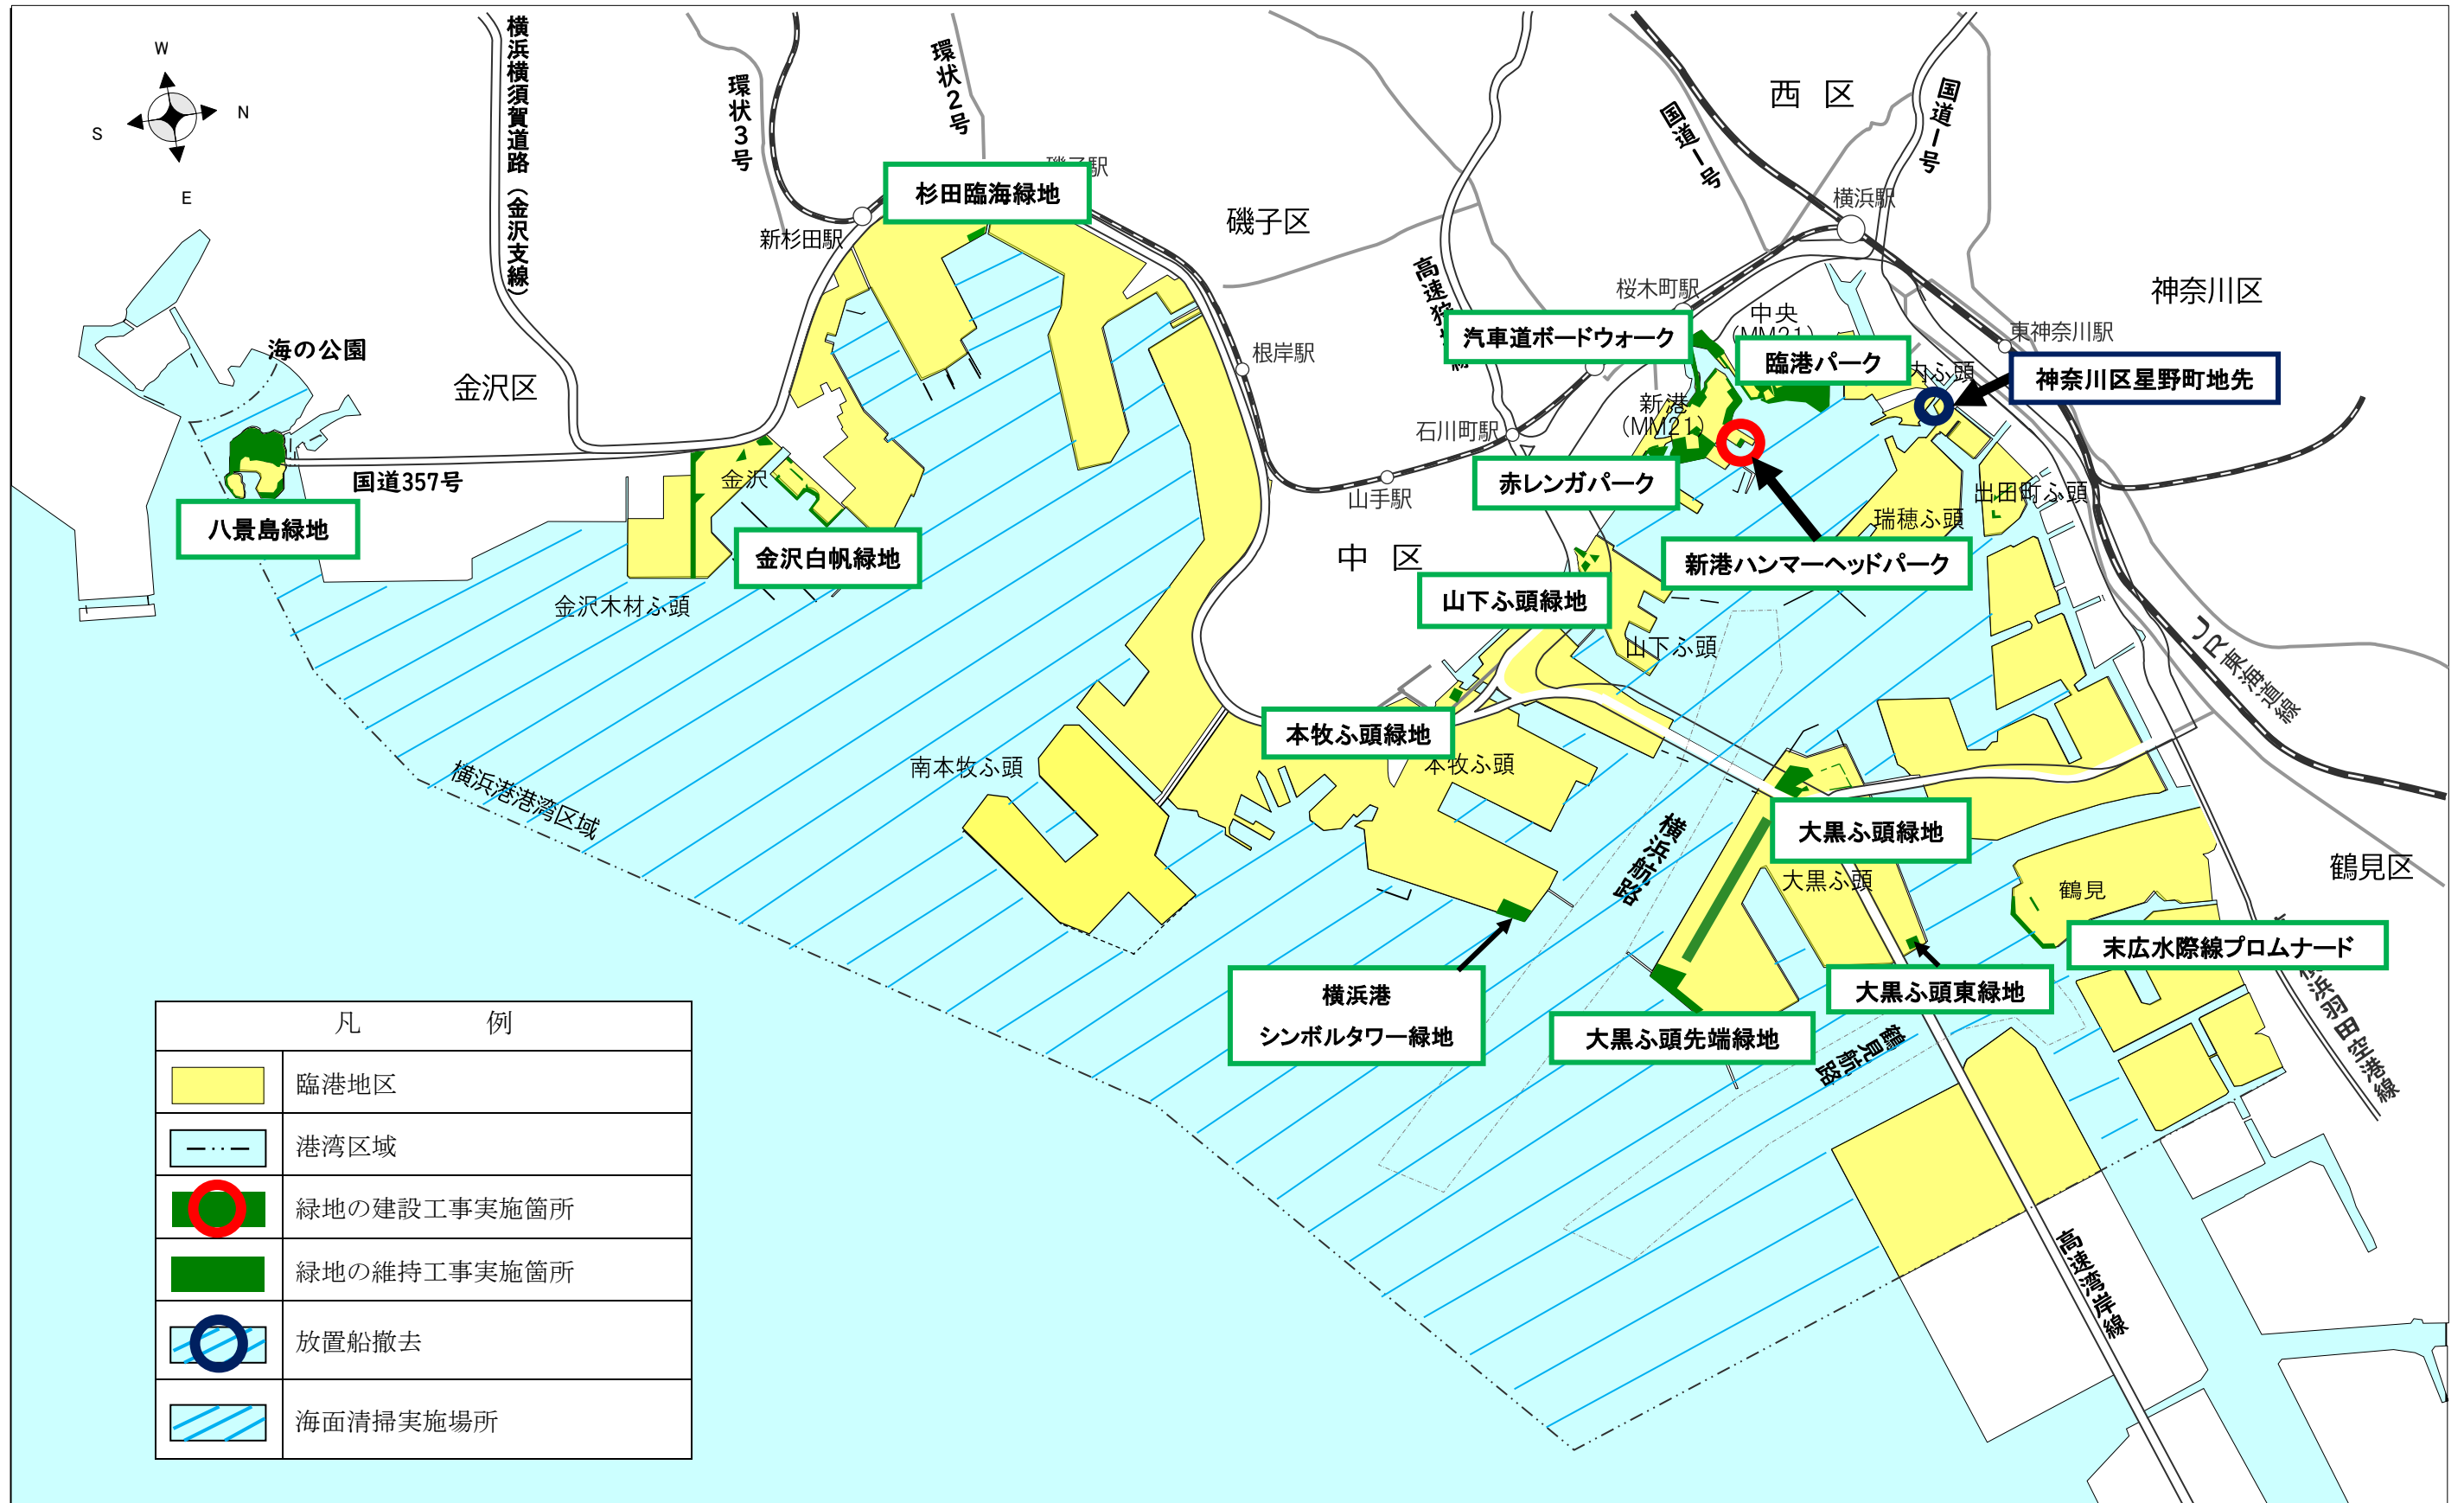 W
N
S
E
横浜横須賀道路（金沢支線）
環状3号
環状2号
磯子駅
杉田臨海緑地
新杉田駅
磯子区
西 区
国道1号
国道1号
横浜駅
神奈川区
高速狩
桜木町駅
中央
(MM21)
東神奈川駅
汽車道ボードウォーク
臨港パーク
内ふ頭
神奈川区星野町地先
海の公園
金沢区
根岸駅
新港
(MM21)
石川町駅
国道357号
金沢
山手駅
赤レンガパーク
出田町ふ頭
瑞穂ふ頭
八景島緑地
金沢白帆緑地
中 区
新港ハンマーヘッドパーク
金沢木材ふ頭
山下ふ頭緑地
山下ふ頭
JR東海道線
本牧ふ頭緑地
本牧ふ頭
南本牧ふ頭
横浜港港湾区域
横浜航路
大黒ふ頭緑地
大黒ふ頭
鶴見区
鶴見
末広水際線プロムナード
横浜港
シンボルタワー緑地
大黒ふ頭東緑地
大黒ふ頭先端緑地
鶴見航路
横浜羽田空港線
高速湾岸線
凡 例
臨港地区
港湾区域
緑地の建設工事実施箇所
緑地の維持工事実施箇所
放置船撤去
海面清掃実施場所